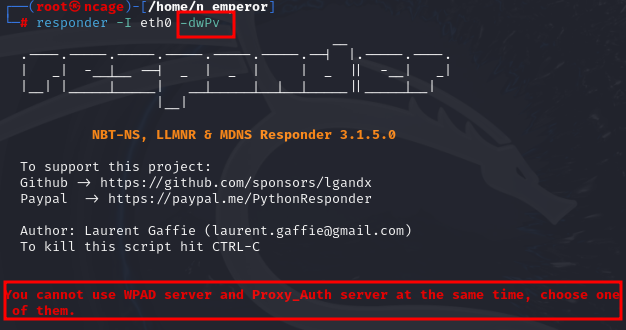 ┌──(root㉿ncage)-[/home/n_emperor]
└─# responder -I eth0 -dwPv
NBT-NS, LLMNR & MDNS Responder 3.1.5.0
To support this project:
Github -> https://github.com/sponsors/lgandx
Paypal  -> https://paypal.me/PythonResponder
Author: Laurent Gaffie (laurent.gaffie@gmail.com)
To kill this script hit CTRL-C
You cannot use WPAD server and Proxy_Auth server at the same time, choose one
of them.